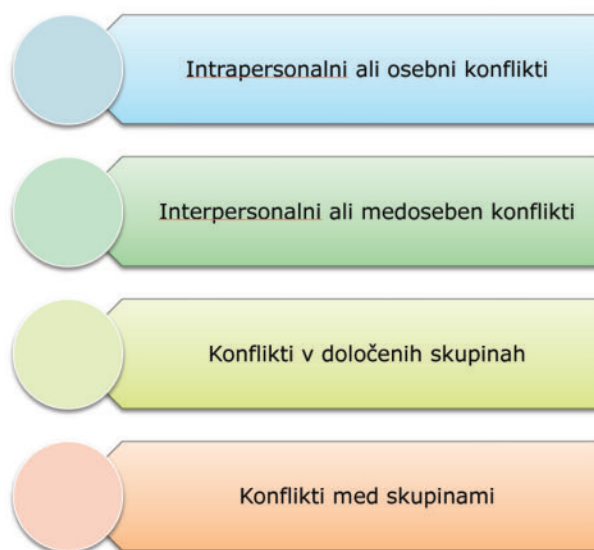 Intrapersonalni ali osebni konflikti
Interpersonalni ali medoseben konflikti
Konflikti v določenih skupinah
Konflikti med skupinami